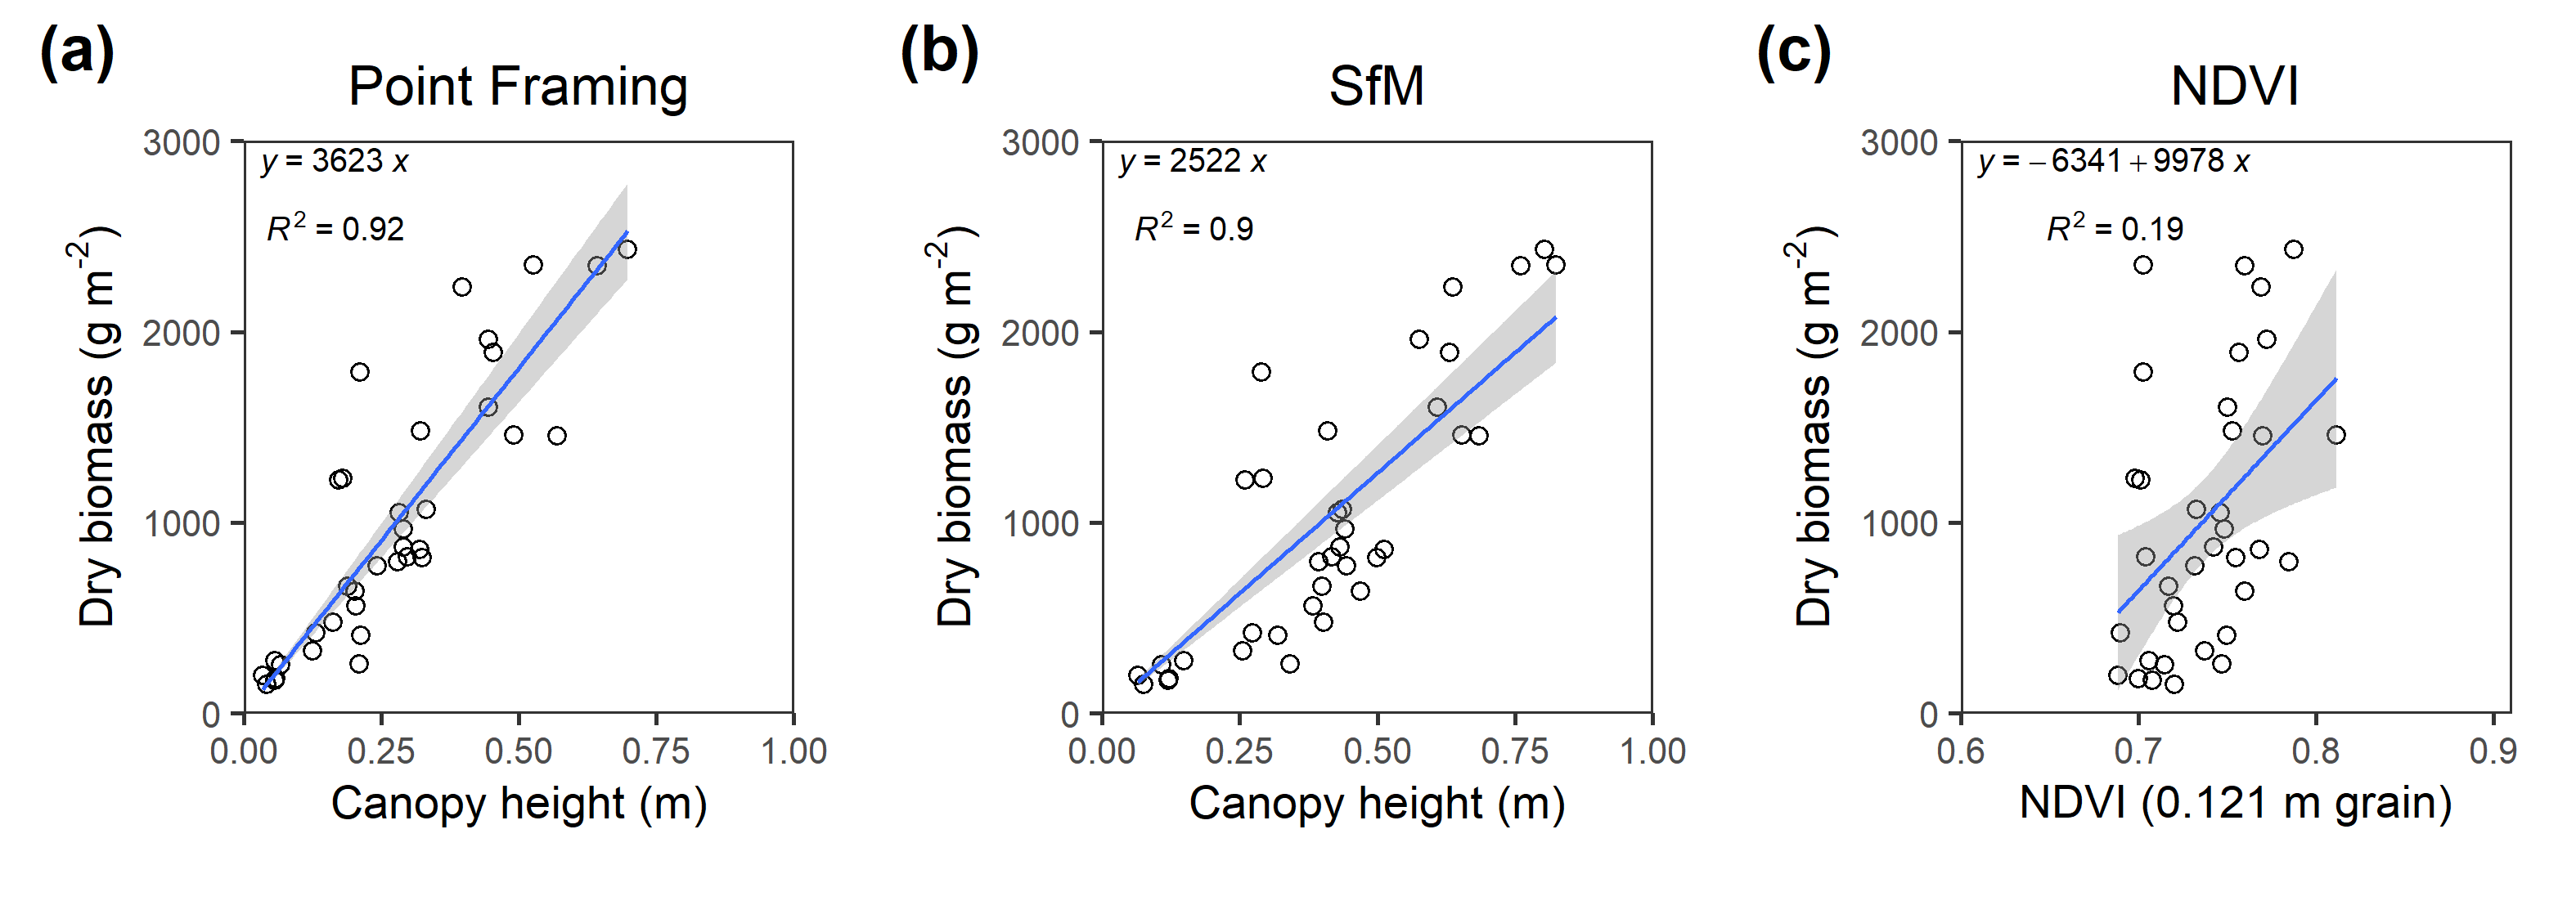 (a)
Point Framing
y = 3623 x
R² = 0.92
3000
2000
1000
0
Dry biomass (g m⁻²)
0.00 0.25 0.50 0.75 1.00
Canopy height (m)
(b)
SfM
y = 2522 x
R² = 0.9
3000
2000
1000
0
Dry biomass (g m⁻²)
0.00 0.25 0.50 0.75 1.00
Canopy height (m)
(c)
NDVI
y = −6341 + 9978 x
R² = 0.19
3000
2000
1000
0
Dry biomass (g m⁻²)
0.6 0.7 0.8 0.9
NDVI (0.121 m grain)